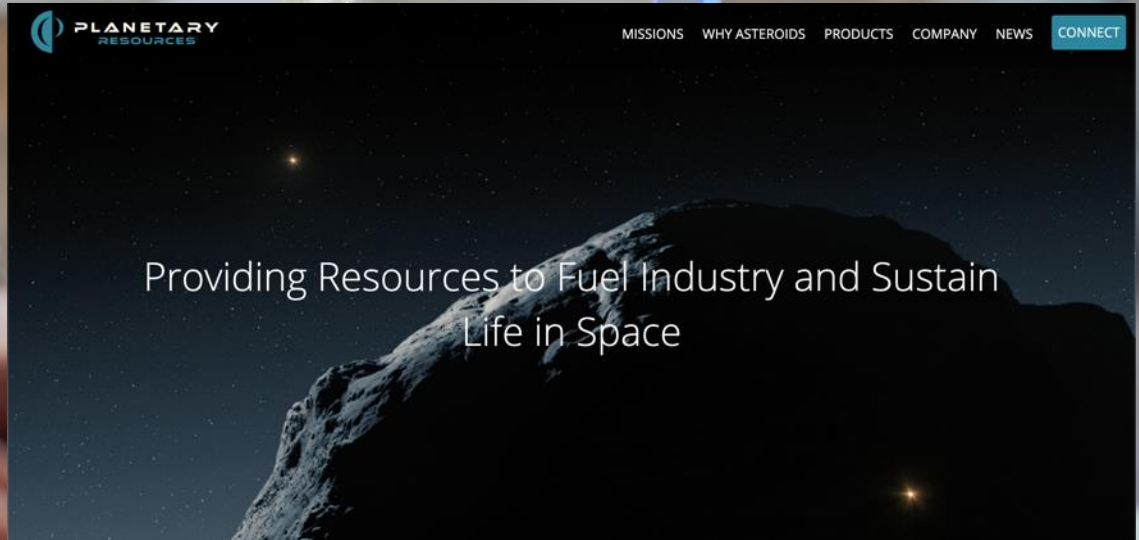 PLANETARY
RESOURCES
MISSIONS WHY ASTEROIDS PRODUCTS COMPANY NEWS CONNECT
Providing Resources to Fuel Industry and Sustain
Life in Space